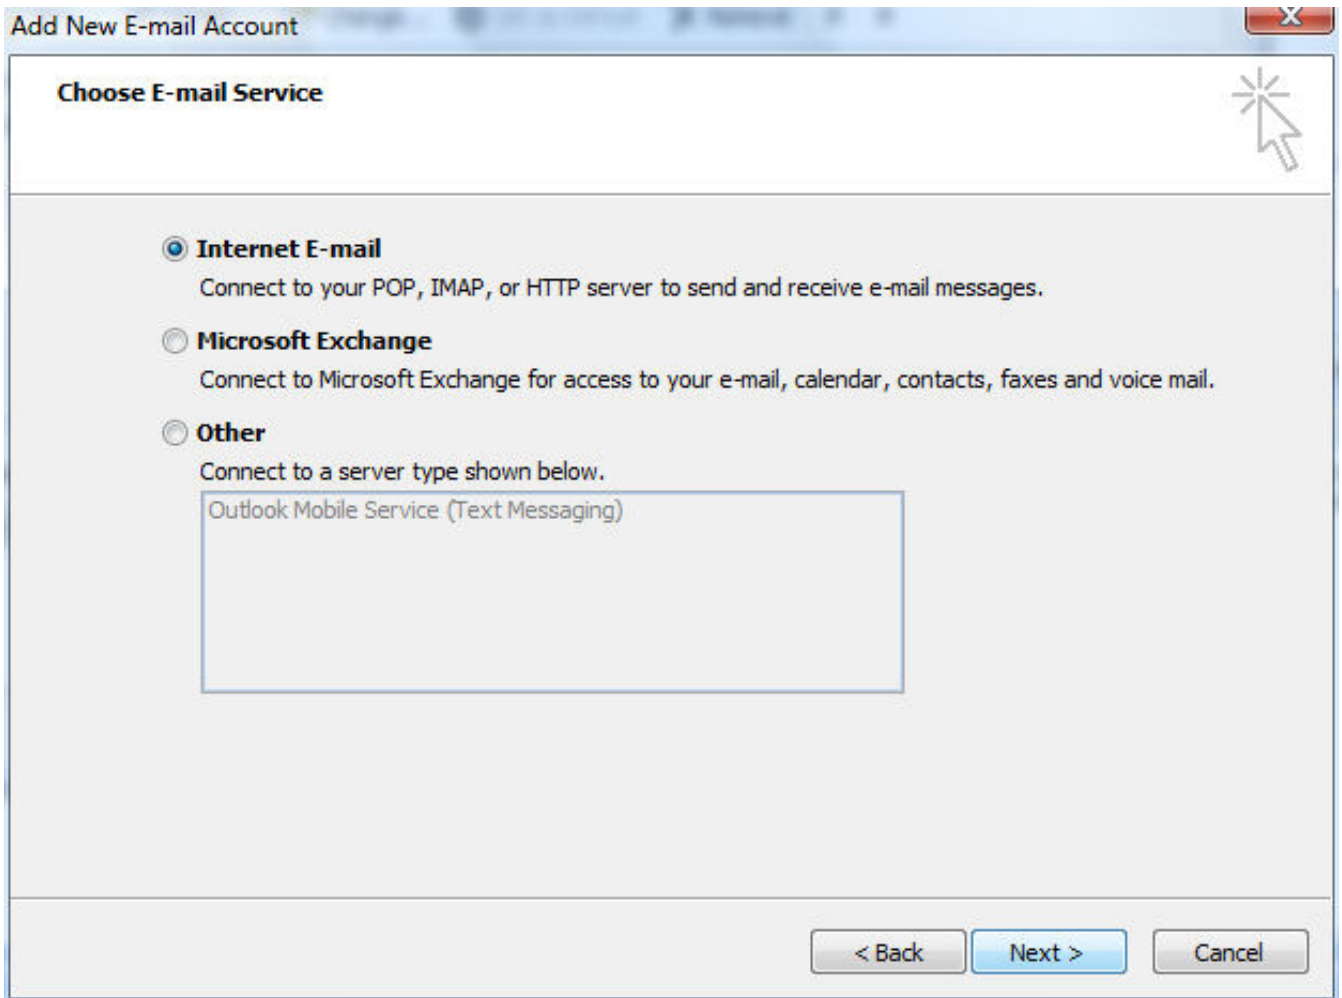 Add New E-mail Account
Choose E-mail Service
Internet E-mail
Connect to your POP, IMAP, or HTTP server to send and receive e-mail messages.
Microsoft Exchange
Connect to Microsoft Exchange for access to your e-mail, calendar, contacts, faxes and voice mail.
Other
Connect to a server type shown below.
Outlook Mobile Service (Text Messaging)
< Back Next > Cancel